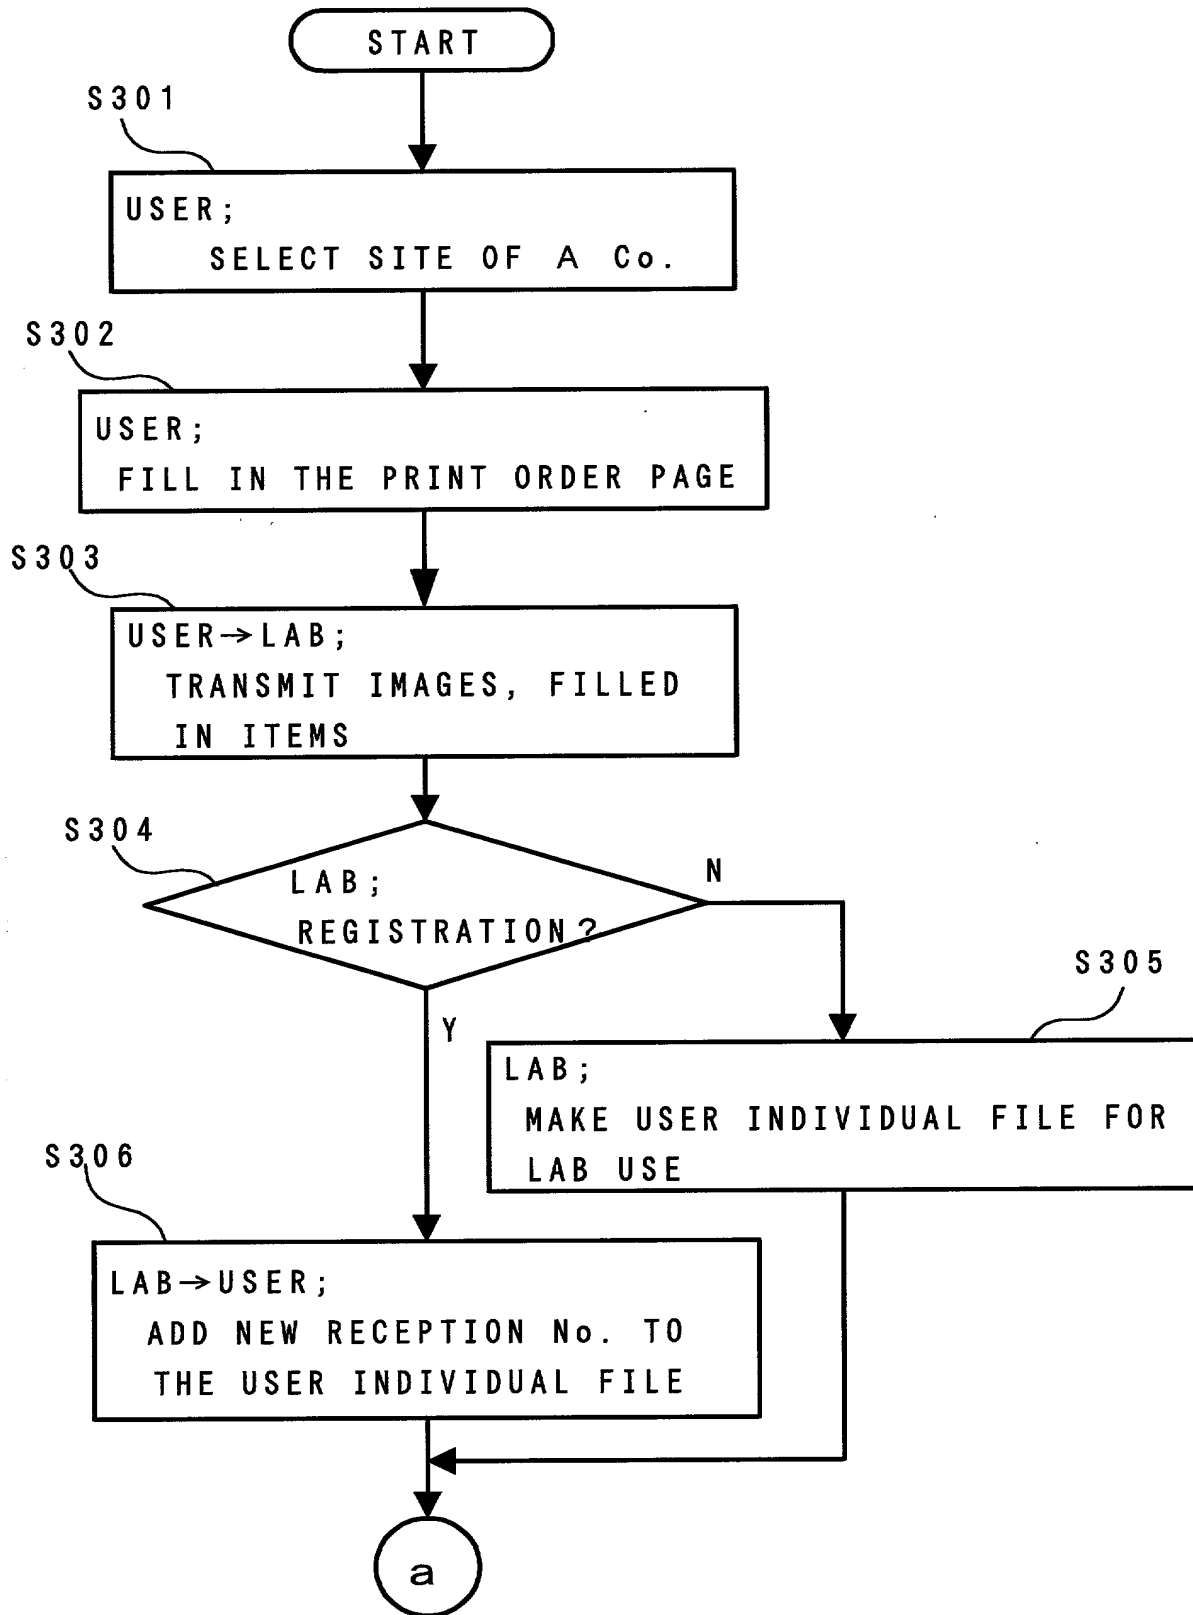 START
S301
USER;
SELECT SITE OF A Co.
S302
USER;
FILL IN THE PRINT ORDER PAGE
S303
USER→LAB;
TRANSMIT IMAGES, FILLED
IN ITEMS
S304
LAB;
REGISTRATION?
N
Y
S305
LAB;
MAKE USER INDIVIDUAL FILE FOR
LAB USE
S306
LAB→USER;
ADD NEW RECEPTION No. TO
THE USER INDIVIDUAL FILE
a